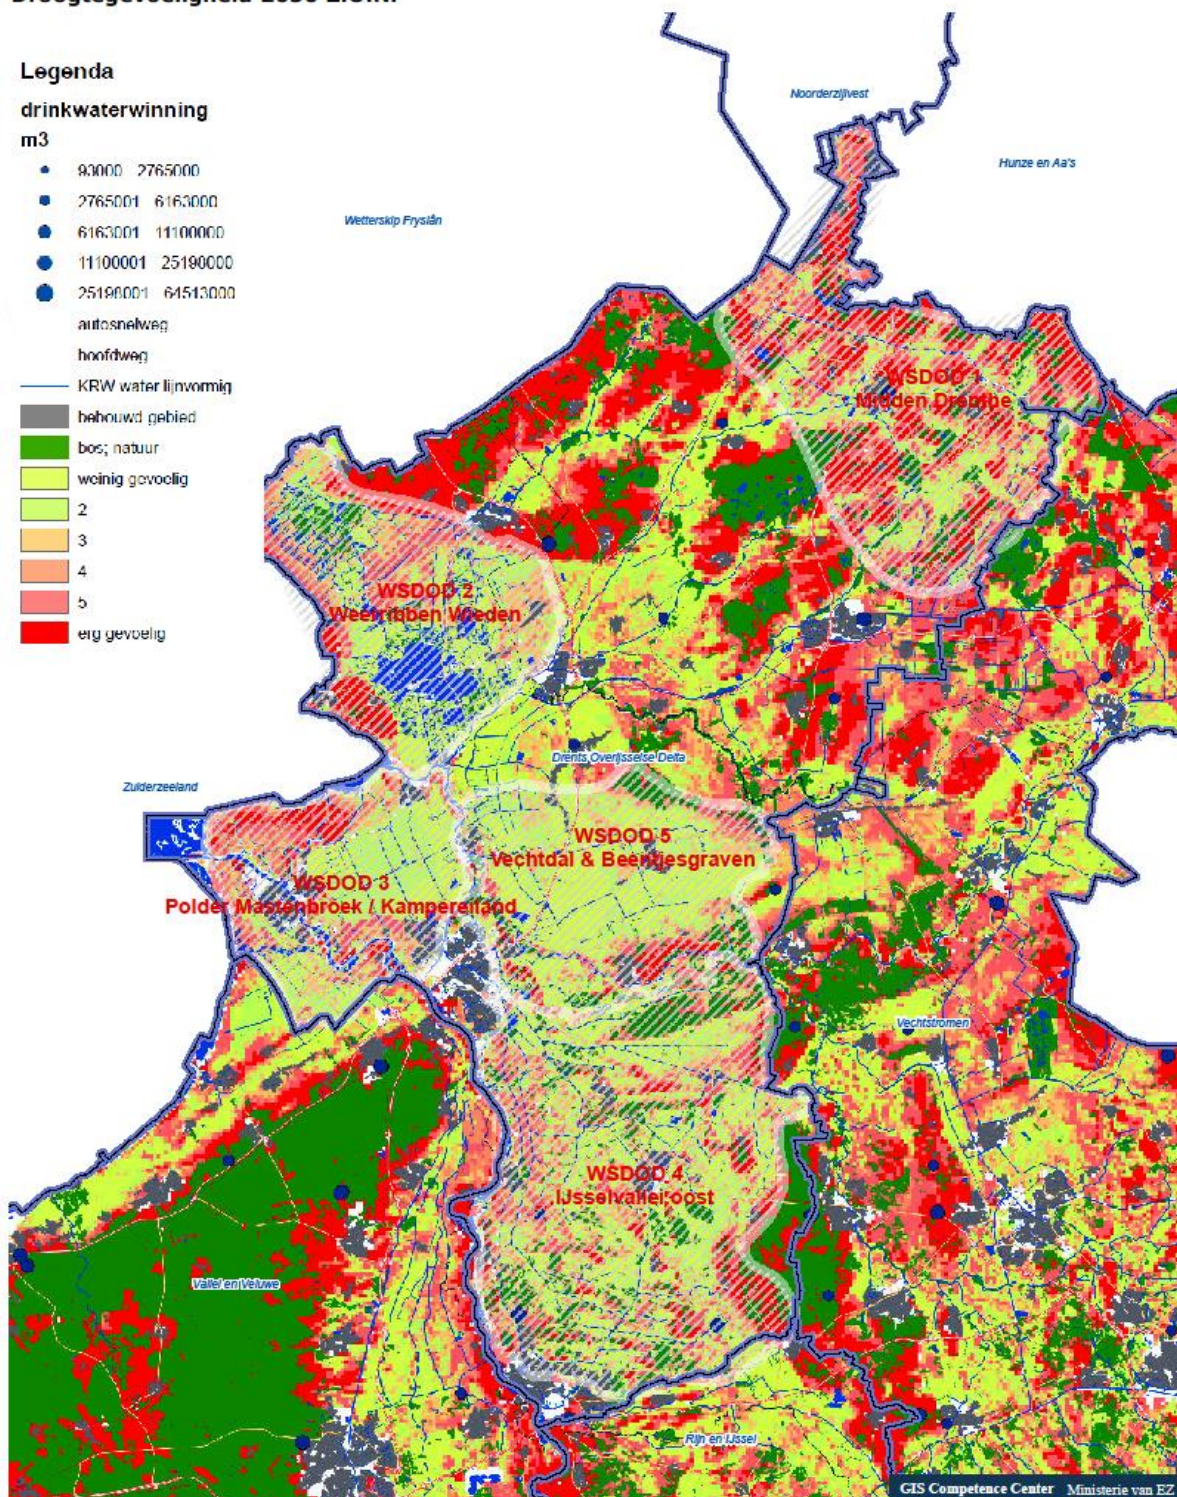 Legenda
drinkwaterwinning
m3
93000 2765000
2765001 6163000
6163001 11100000
11100001 25198000
25198001 64513000
autosnelweg
hoofdweg
KRW water lijnvormig
bebouwd gebied
bos; natuur
weinig gevoelig
2
3
4
5
erg gevoelig
Noorderzijlvest
Hunze en Aa's
Wetterskip Fryslân
WSDOD 1
Midden Drenthe
WSDOD 2
Weerribben Wieden
Drents Overijsselse Delta
Zuiderzeeland
WSDOD 5
Vechtdal & Beentjesgraven
WSDOD 3
Polder Mastenbroek / Kampereiland
Vechtstromen
WSDOD 4
IJsselvallei oost
Vallei en Veluwe
Rijn en IJssel
GIS Competence Center Ministerie van EZ